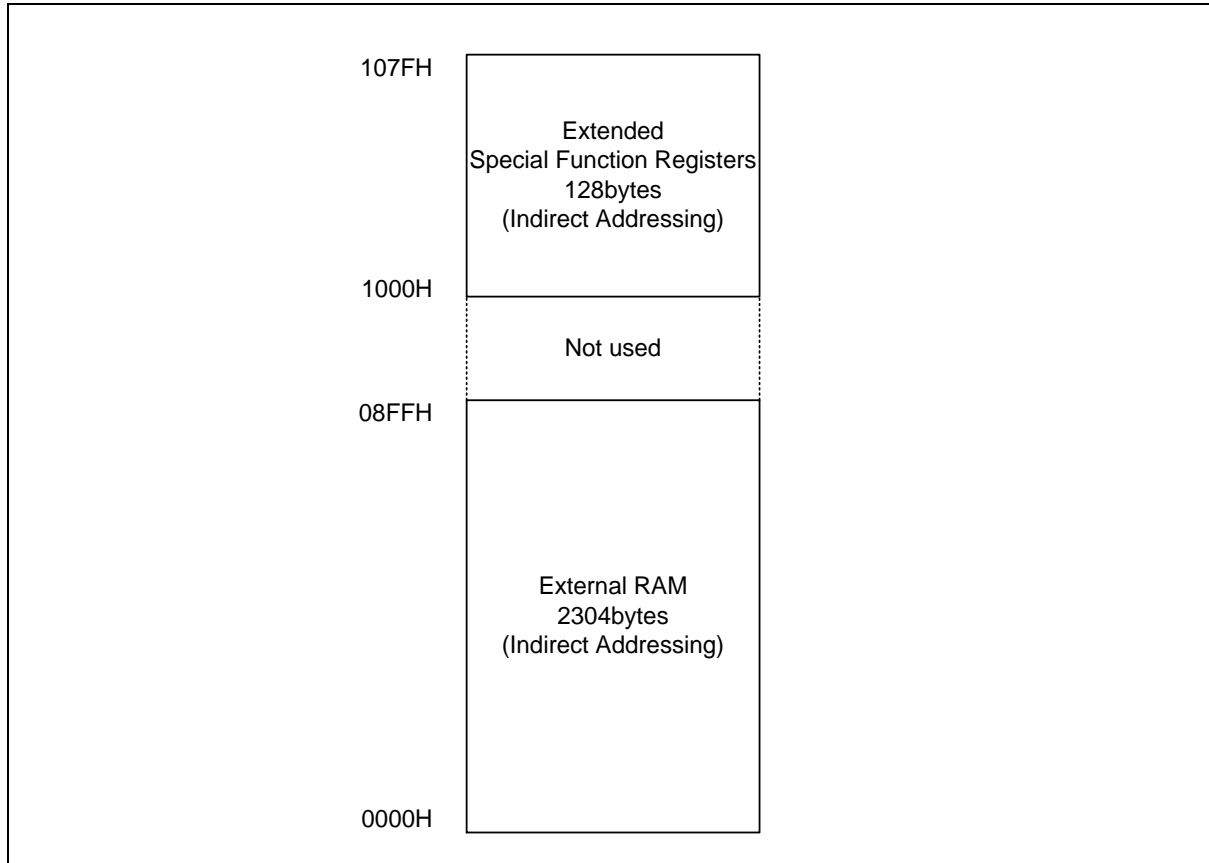 107FH
Extended
Special Function Registers
128bytes
(Indirect Addressing)
1000H
Not used
08FFH
External RAM
2304bytes
(Indirect Addressing)
0000H